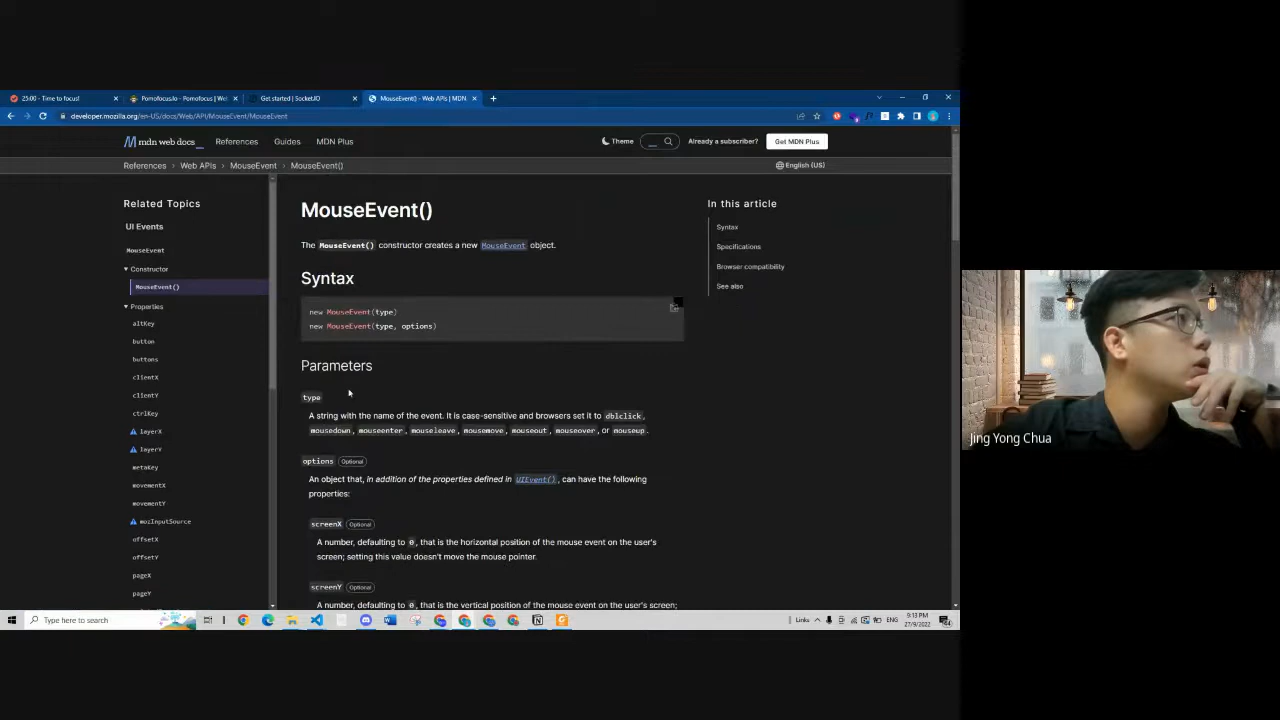 25:00 - Time to focus!
Pomofocus.io - Pomofocus | Wel
Get started | Socket.IO
MouseEvent() - Web APIs | MDN
developer.mozilla.org/en-US/docs/Web/API/MouseEvent/MouseEvent
mdn web docs
References
Guides
MDN Plus
Theme
Already a subscriber?
Get MDN Plus
References
Web APIs
MouseEvent
MouseEvent()
English (US)
Related Topics
UI Events
MouseEvent
Constructor
MouseEvent()
Properties
altKey
button
buttons
clientX
clientY
ctrlKey
layerX
layerY
metaKey
movementX
movementY
mozInputSource
offsetX
offsetY
pageX
pageY
MouseEvent()
The MouseEvent() constructor creates a new MouseEvent object.
Syntax
new MouseEvent(type)
new MouseEvent(type, options)
Parameters
type
A string with the name of the event. It is case-sensitive and browsers set it to dblclick,
mousedown, mouseenter, mouseleave, mousemove, mouseout, mouseover, or mouseup.
options Optional
An object that, in addition of the properties defined in UIEvent(), can have the following
properties:
screenX Optional
A number, defaulting to 0, that is the horizontal position of the mouse event on the user's
screen; setting this value doesn't move the mouse pointer.
screenY Optional
A number, defaulting to 0, that is the vertical position of the mouse event on the user's screen;
In this article
Syntax
Specifications
Browser compatibility
See also
Jing Yong Chua
Type here to search
Links
ENG
9:13 PM
27/9/2022